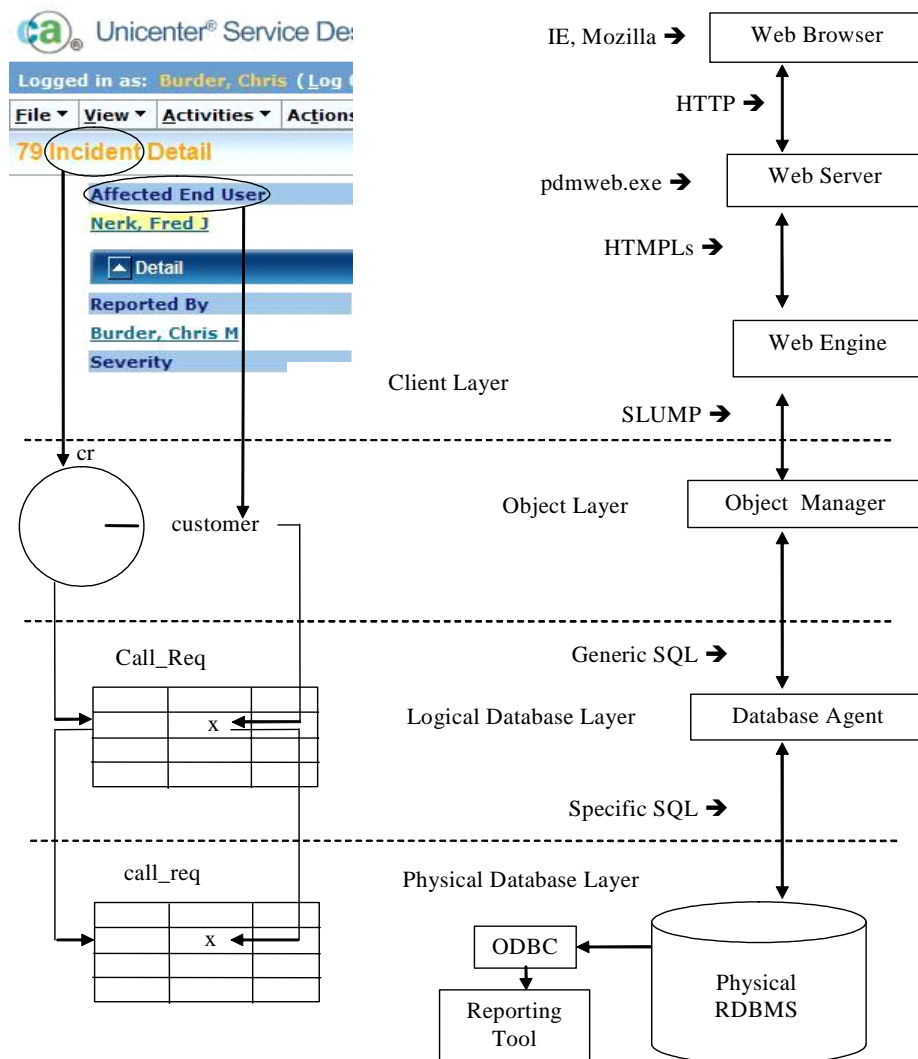 ca® Unicenter® Service Des
Logged in as: Burder, Chris (Log
File View Activities Actions
79 Incident Detail
Affected End User
Nerk, Fred J
Detail
Reported By
Burder, Chris M
Severity
IE, Mozilla ➔
Web Browser
HTTP ➔
pdmweb.exe ➔
Web Server
HTMPLs ➔
Web Engine
Client Layer
SLUMP ➔
cr
customer
Object Layer
Object Manager
Call_Req
x
Generic SQL ➔
Logical Database Layer
Database Agent
Specific SQL ➔
call_req
x
Physical Database Layer
ODBC
Reporting
Tool
Physical
RDBMS